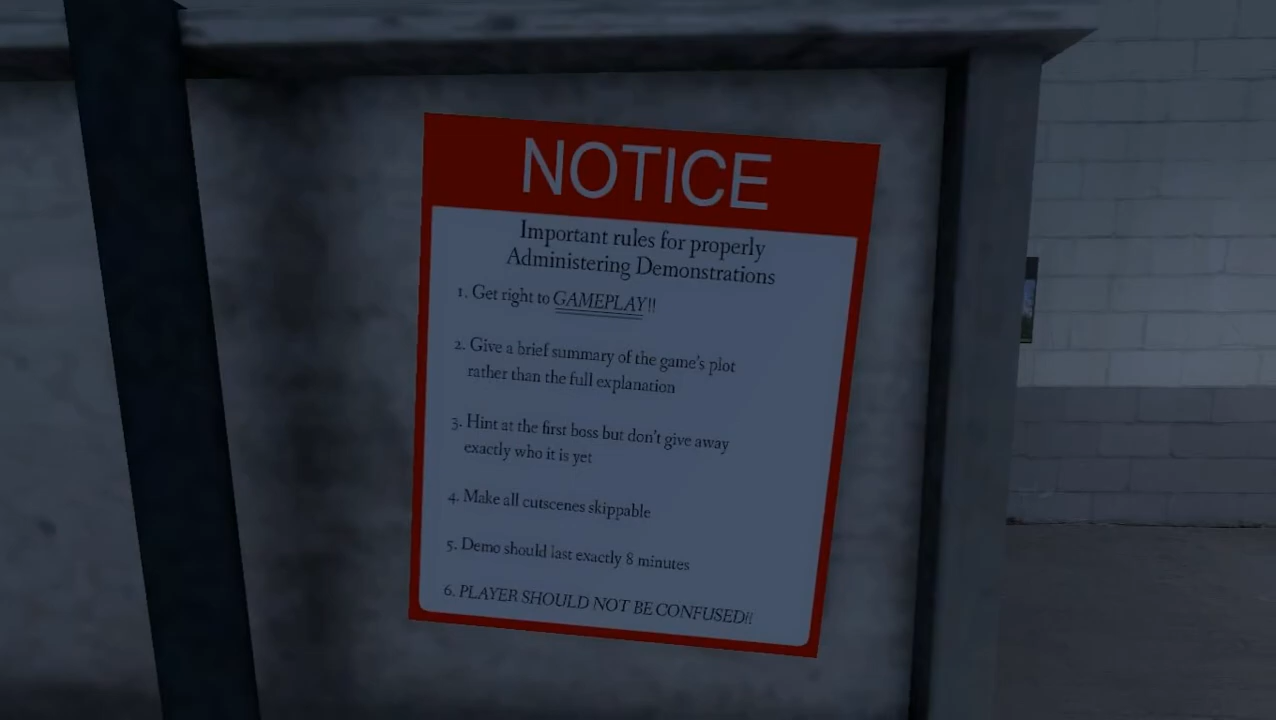 NOTICE
Important rules for properly
Administering Demonstrations
1. Get right to GAMEPLAY!!
2. Give a brief summary of the game's plot
rather than the full explanation
3. Hint at the first boss but don't give away
exactly who it is yet
4. Make all cutscenes skippable
5. Demo should last exactly 8 minutes
6. PLAYER SHOULD NOT BE CONFUSED!!